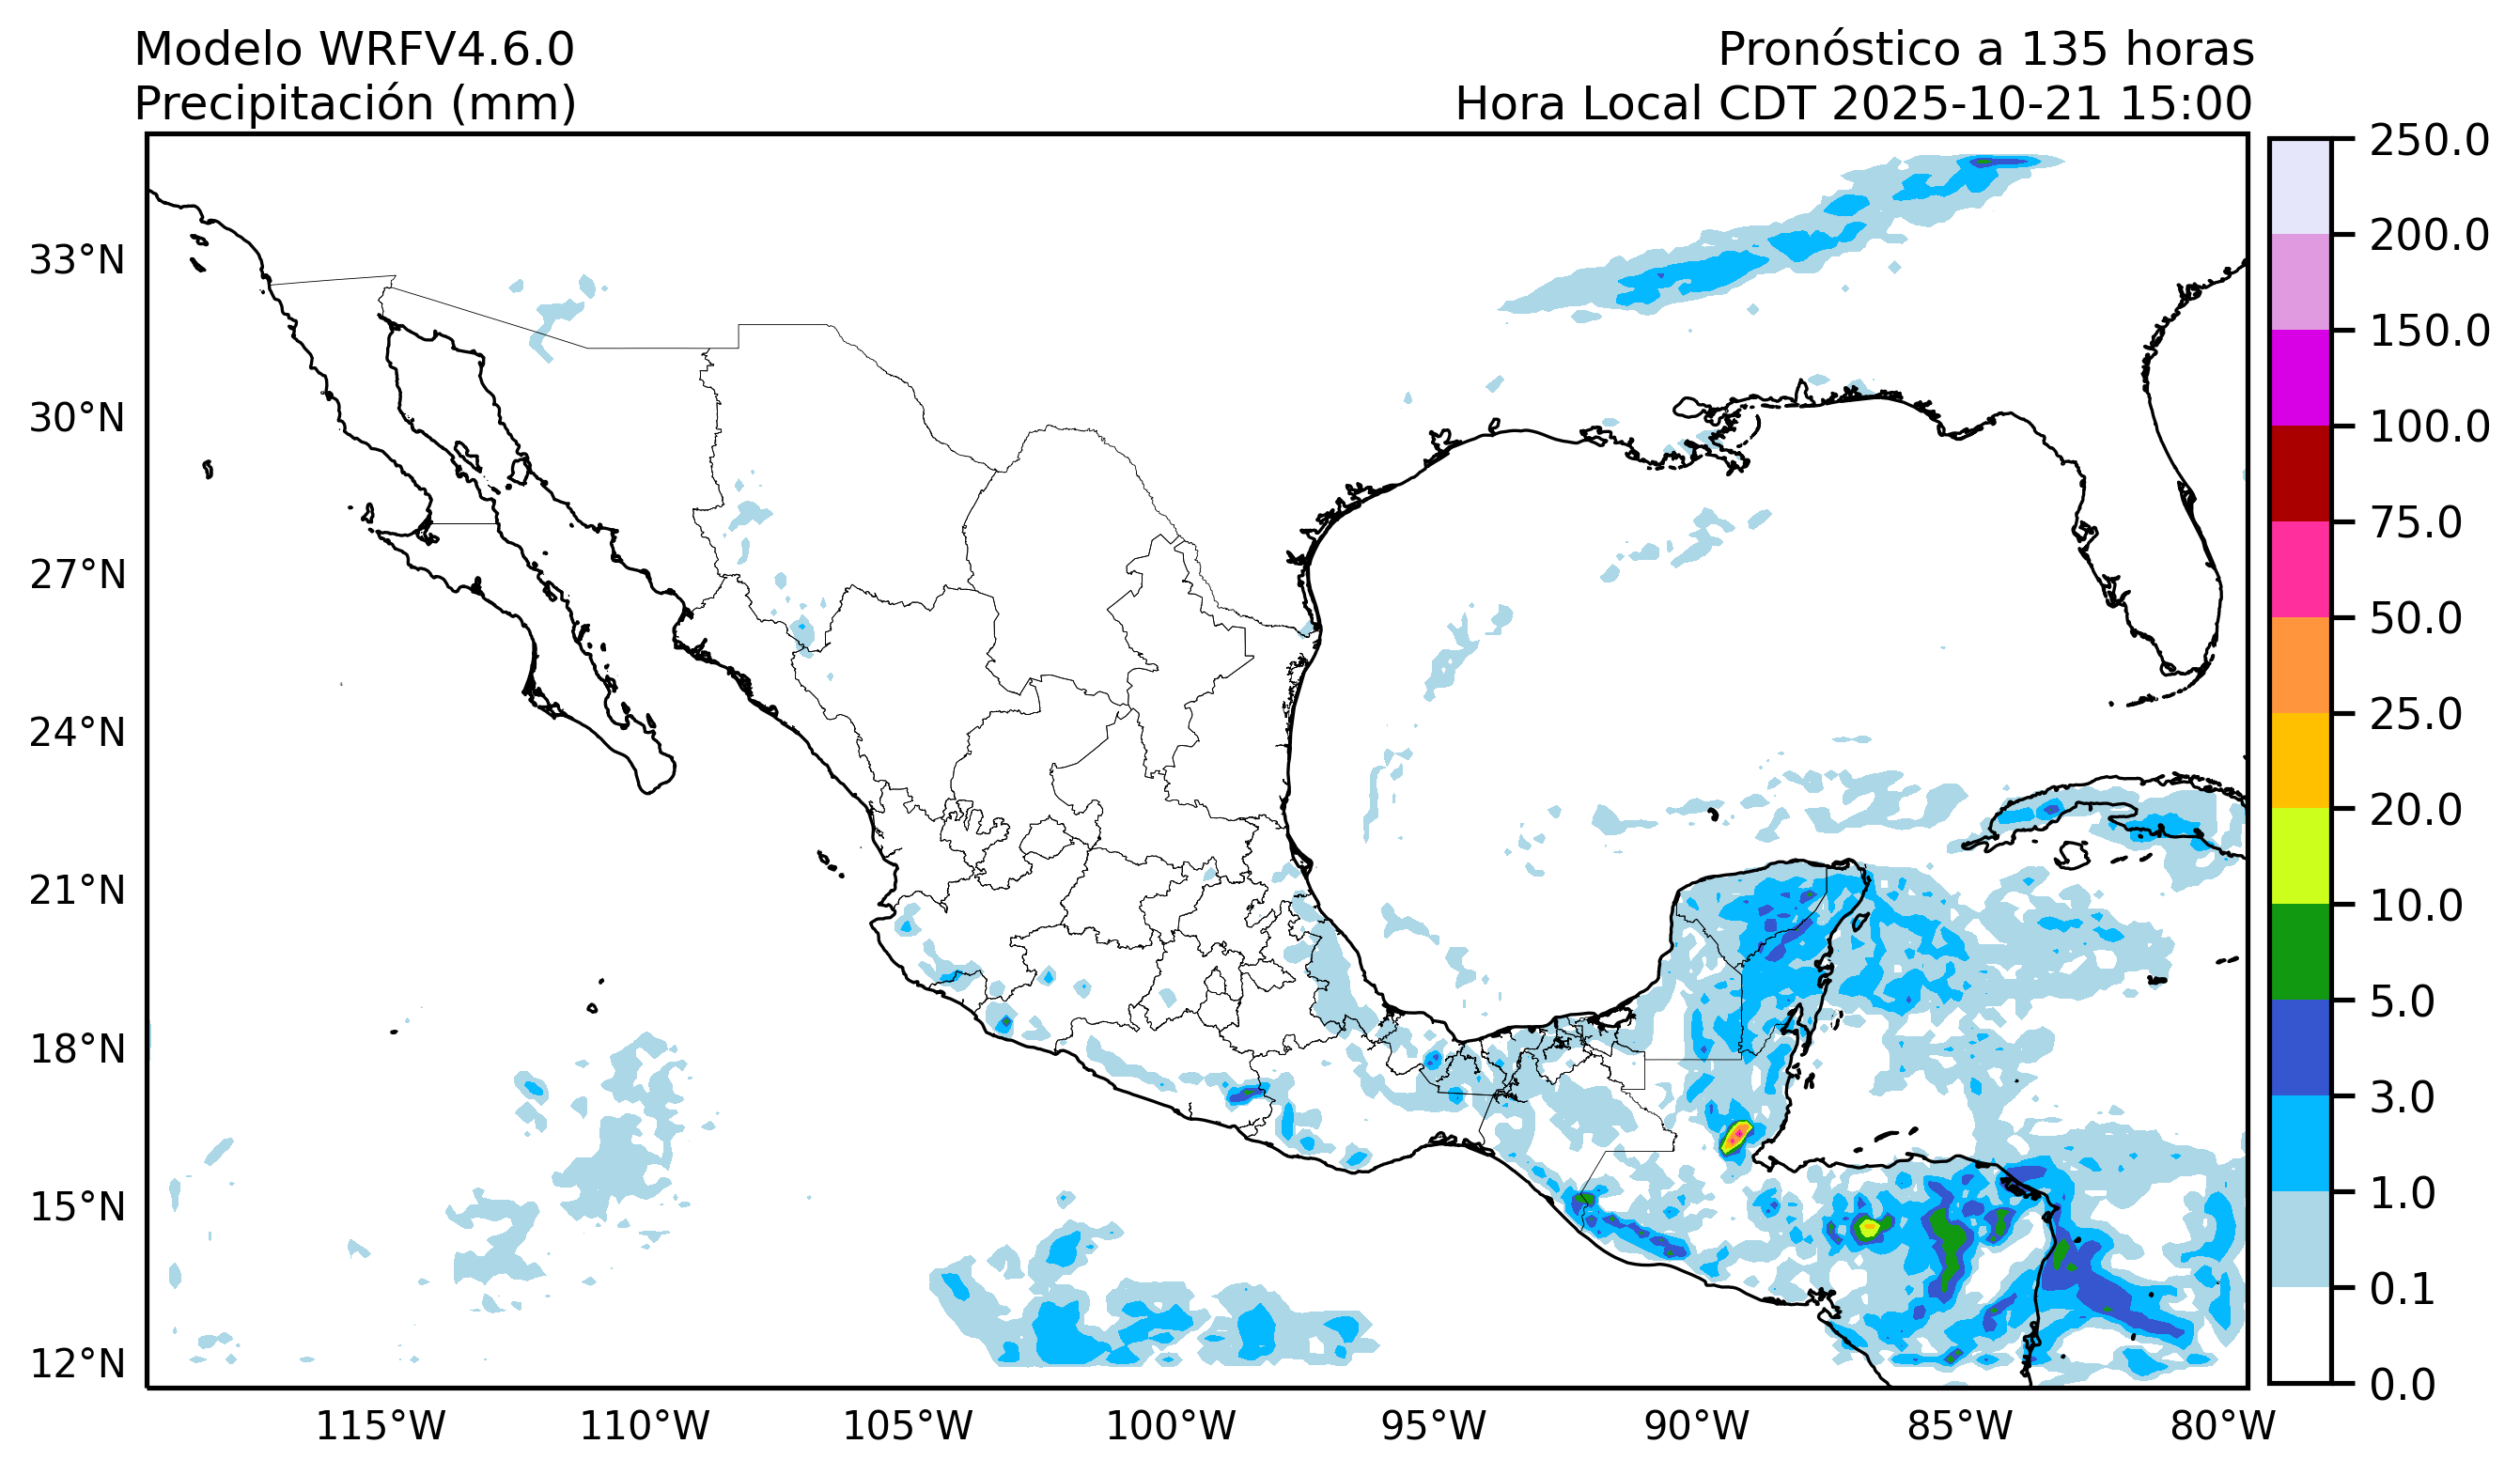 Modelo WRFV4.6.0
Precipitación (mm)
Pronóstico a 135 horas
Hora Local CDT 2025-10-21 15:00
33°N
30°N
27°N
24°N
21°N
18°N
15°N
12°N
115°W
110°W
105°W
100°W
95°W
90°W
85°W
80°W
250.0
200.0
150.0
100.0
75.0
50.0
25.0
20.0
10.0
5.0
3.0
1.0
0.1
0.0